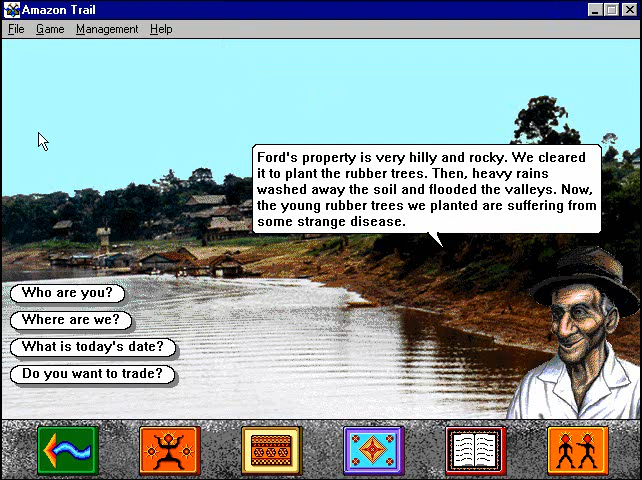 Amazon Trail
File Game Management Help
Ford's property is very hilly and rocky. We cleared
it to plant the rubber trees. Then, heavy rains
washed away the soil and flooded the valleys. Now,
the young rubber trees we planted are suffering from
some strange disease.
Who are you?
Where are we?
What is today's date?
Do you want to trade?